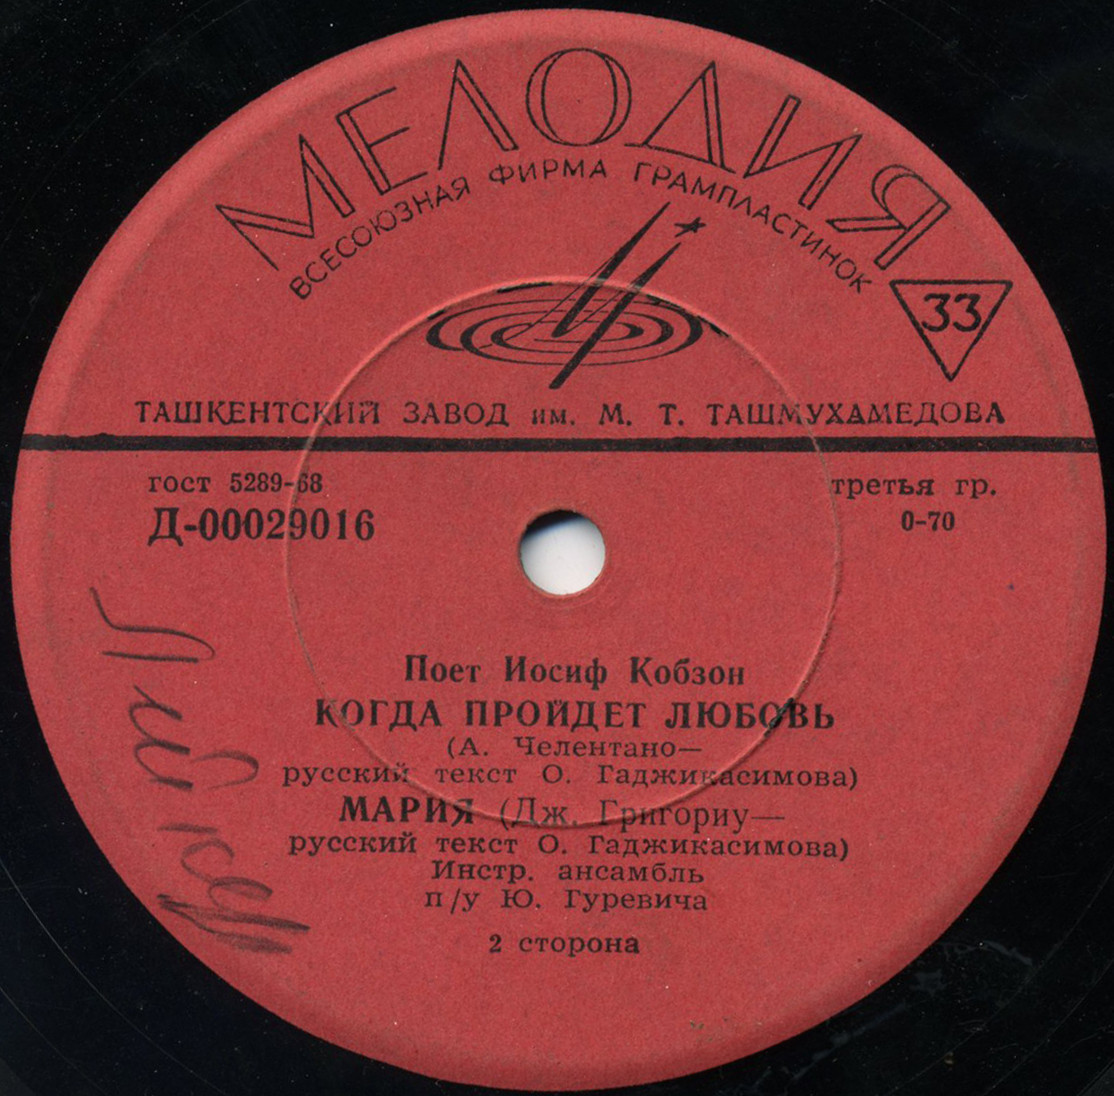 МЕЛОДИЯ
ВСЕСОЮЗНАЯ ФИРМА ГРАМПЛАСТИНОК
33
ТАШКЕНТСКИЙ ЗАВОД им. М. Т. ТАШМУХАМЕДОВА
гост 5289-68
третья гр.
Д-00029016
0-70
Поет Иосиф Кобзон
КОГДА ПРОЙДЕТ ЛЮБОВЬ
(А. Челентано—
русский текст О. Гаджикасимова)
МАРИЯ (Дж. Григориу—
русский текст О. Гаджикасимова)
Инстр. ансамбль
п/у Ю. Гуревича
2 сторона